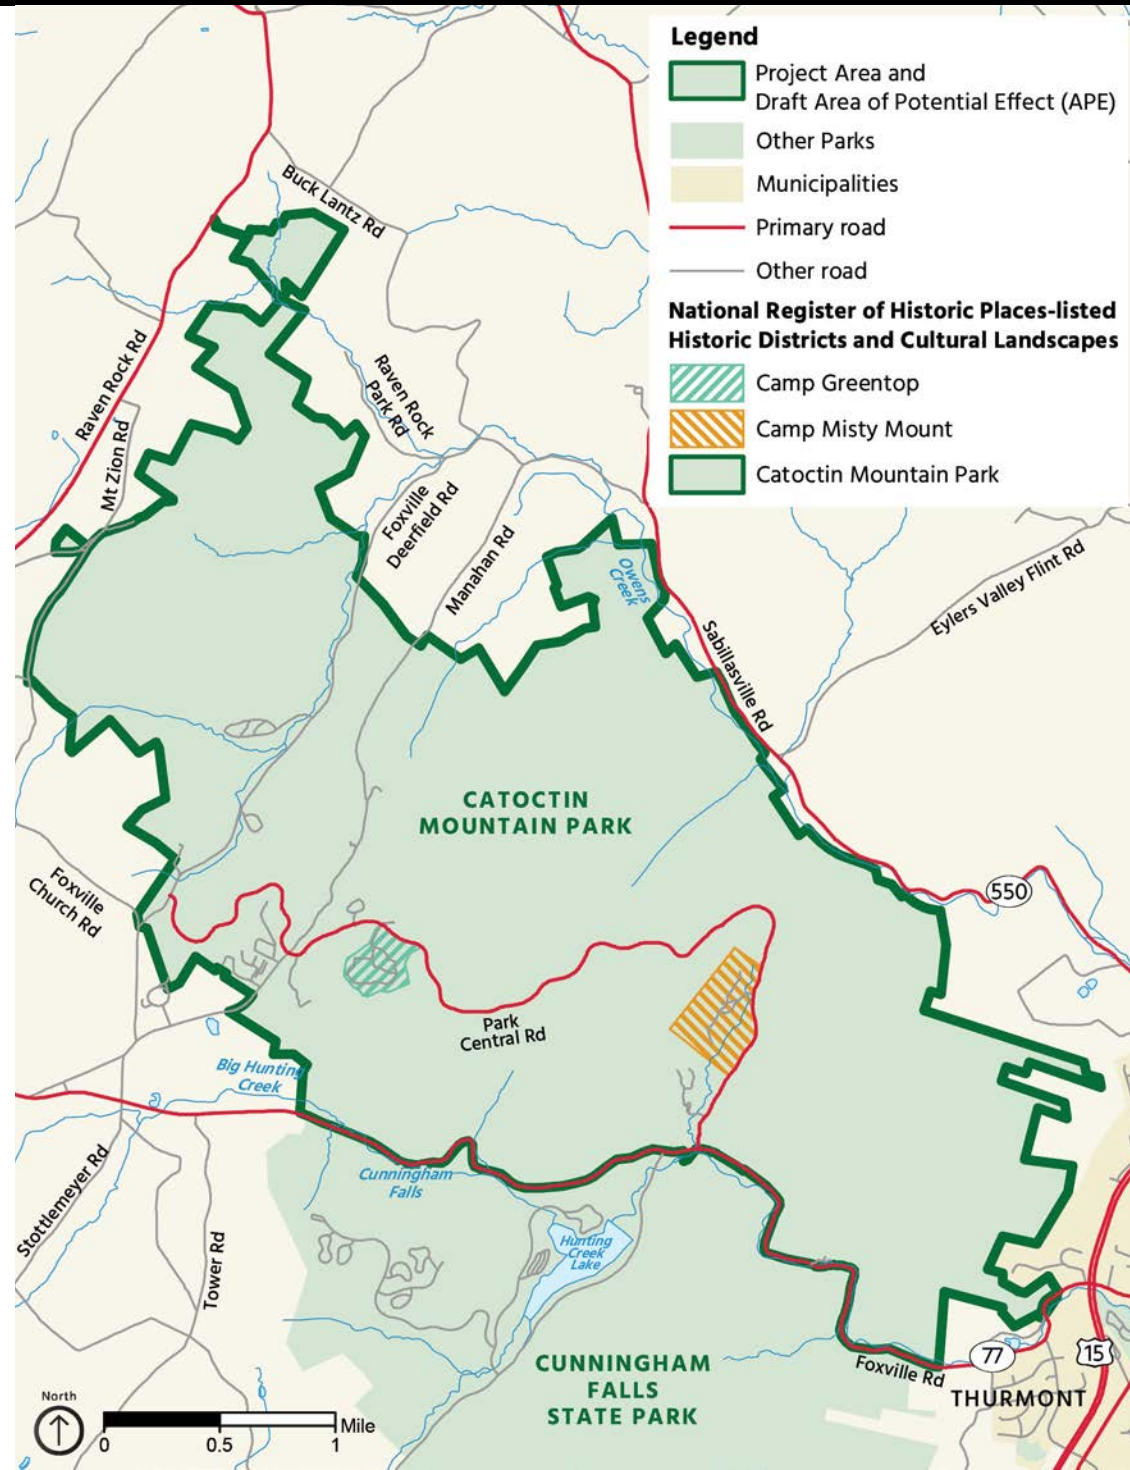 Legend
Project Area and
Draft Area of Potential Effect (APE)
Other Parks
Municipalities
Primary road
Other road
National Register of Historic Places-listed
Historic Districts and Cultural Landscapes
Camp Greentop
Camp Misty Mount
Catoctin Mountain Park
Buck Lantz Rd
Raven Rock Rd
Raven Rock
Park Rd
Mt Zion Rd
Foxville
Deerfield Rd
Manahan Rd
Owens
Creek
Eylers Valley Flint Rd
Sabillasville Rd
CATOCTIN
MOUNTAIN PARK
Foxville
Church Rd
550
Park
Central Rd
Big Hunting
Creek
Cunningham
Falls
Stottlemeyer Rd
Tower Rd
Hunting
Creek
Lake
CUNNINGHAM
FALLS
STATE PARK
Foxville Rd
77
15
THURMONT
North
0
0.5
1
Mile